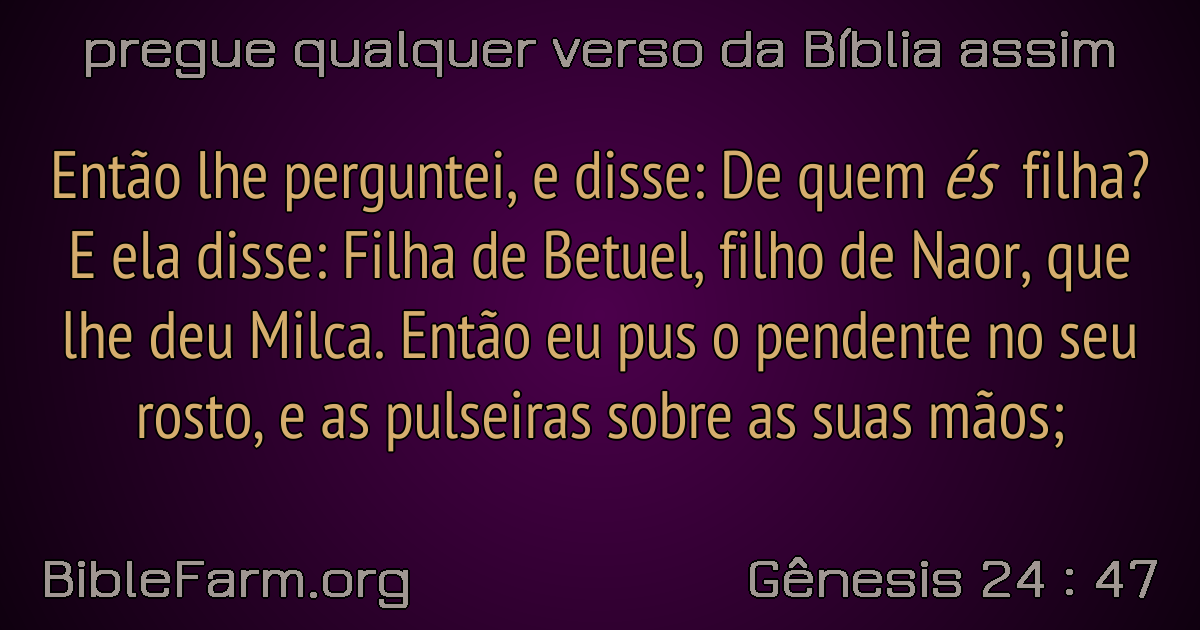 pregue qualquer verso da Bíblia assim
Então lhe perguntei, e disse: De quem és filha?
E ela disse: Filha de Betuel, filho de Naor, que
lhe deu Milca. Então eu pus o pendente no seu
rosto, e as pulseiras sobre as suas mãos;
BibleFarm.org
Gênesis 24 : 47